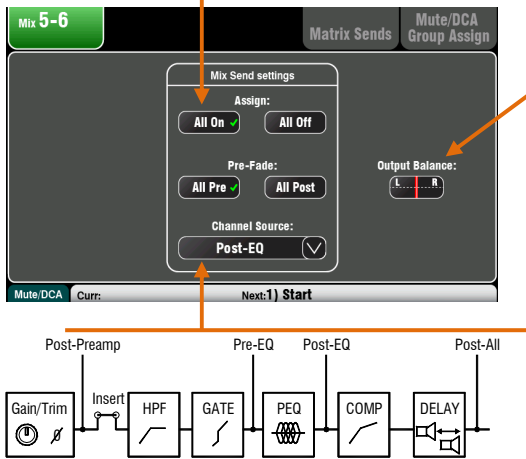 Mix 5-6
Matrix Sends
Mute/DCA
Group Assign
Mix Send settings
Assign:
All On
All Off
Pre-Fade:
All Pre
All Post
Output Balance:
L R
Channel Source:
Post-EQ
Mute/DCA
Curr:
Next:1) Start
Post-Preamp
Pre-EQ
Post-EQ
Post-All
Gain/Trim
Insert
HPF
GATE
PEQ
COMP
DELAY